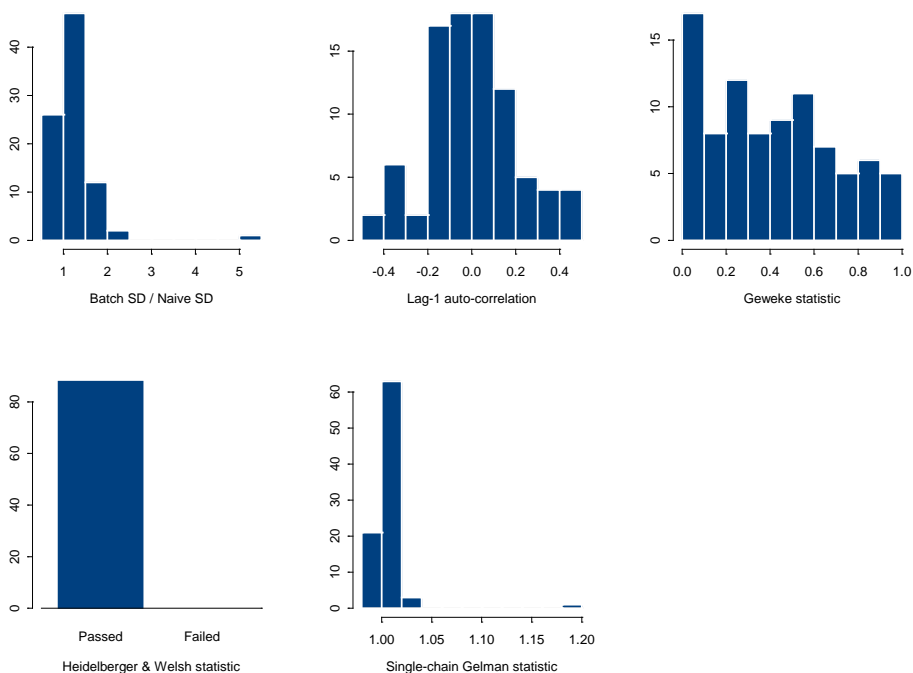 0 10 20 30 40
1 2 3 4 5
Batch SD / Naive SD
0 5 10 15
-0.4 -0.2 0.0 0.2 0.4
Lag-1 auto-correlation
0 5 10 15
0.0 0.2 0.4 0.6 0.8 1.0
Geweke statistic
0 20 40 60 80
Passed Failed
Heidelberger & Welsh statistic
0 10 20 30 40 50 60
1.00 1.05 1.10 1.15 1.20
Single-chain Gelman statistic